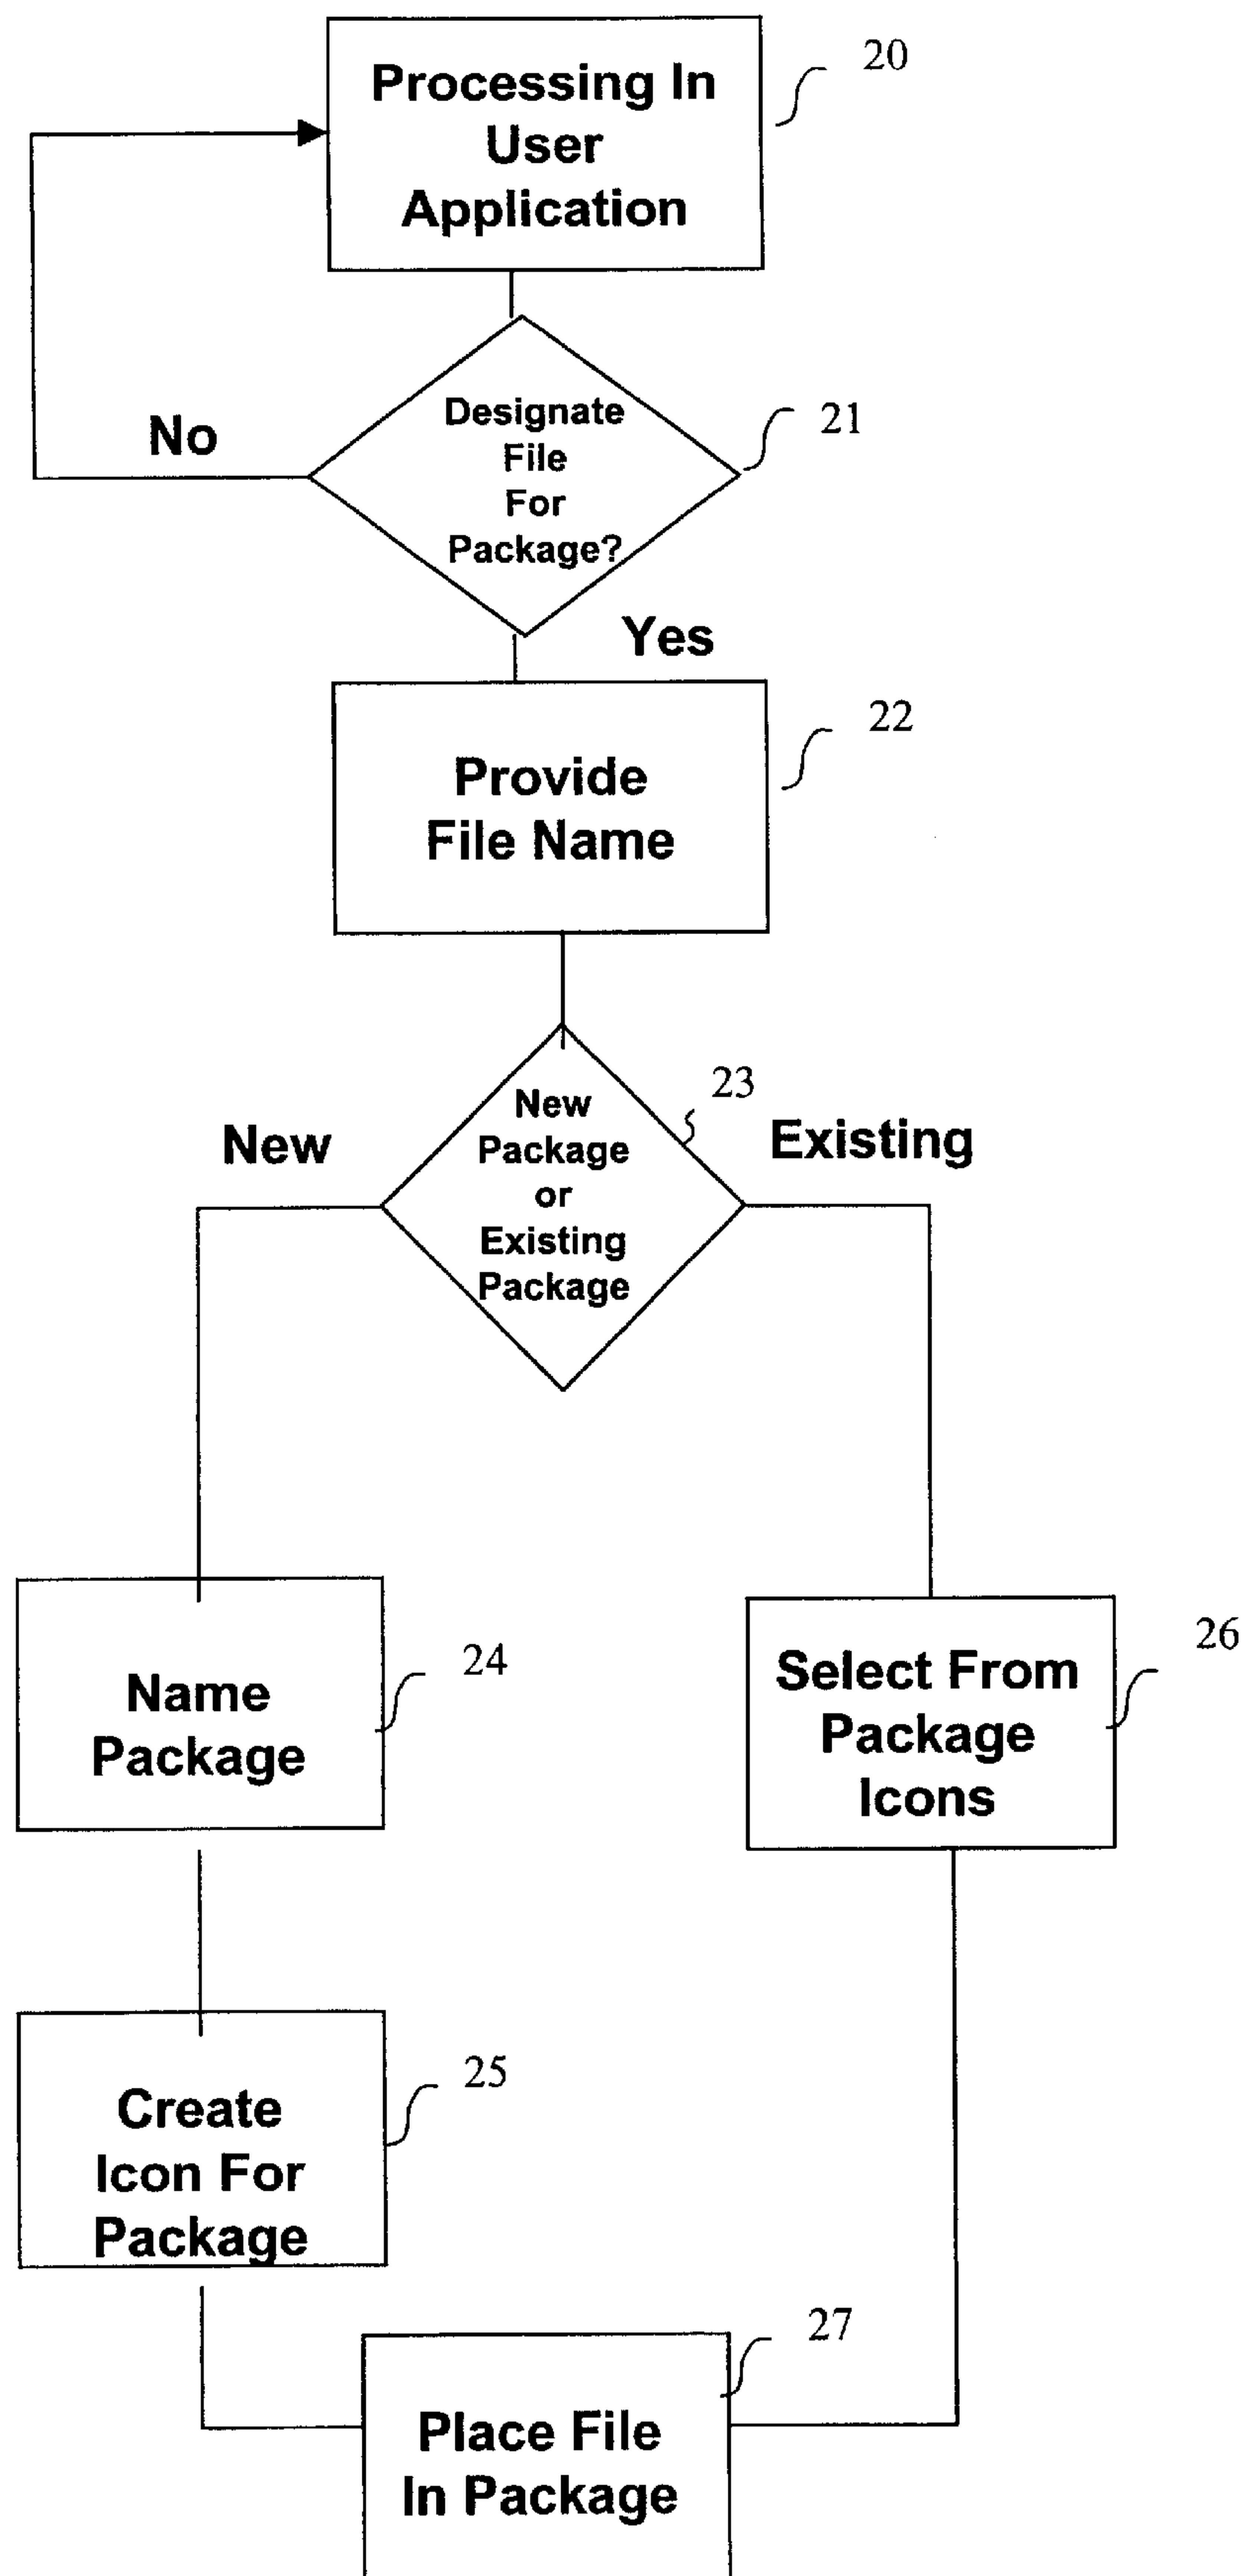 Processing In
User
Application
20
Designate
File
For
Package?
21
No
Yes
Provide
File Name
22
New
Package
or
Existing
Package
23
New
Existing
Name
Package
24
Select From
Package
Icons
26
Create
Icon For
Package
25
Place File
In Package
27